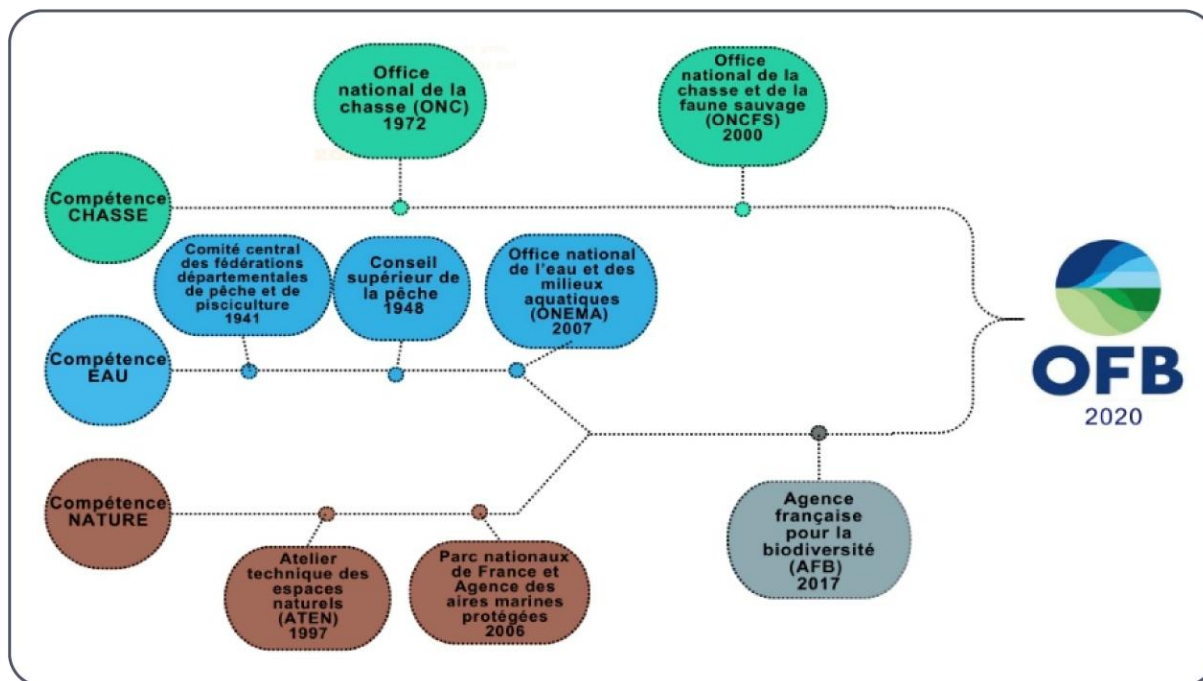 Office
national de la
chasse (ONC)
1972
Office
national de la
chasse et de la
faune sauvage
(ONCFS)
2000
Compétence
CHASSE
Comité central
des fédérations
départementales
de pêche et de
pisciculture
1941
Conseil
supérieur de
la pêche
1948
Office national
de l'eau et des
milieux
aquatiques
(ONEMA)
2007
Compétence
EAU
OFB
2020
Compétence
NATURE
Atelier
technique des
espaces
naturels
(ATEN)
1997
Parc nationaux
de France et
Agence des
aires marines
protégées
2006
Agence
française
pour la
biodiversité
(AFB)
2017